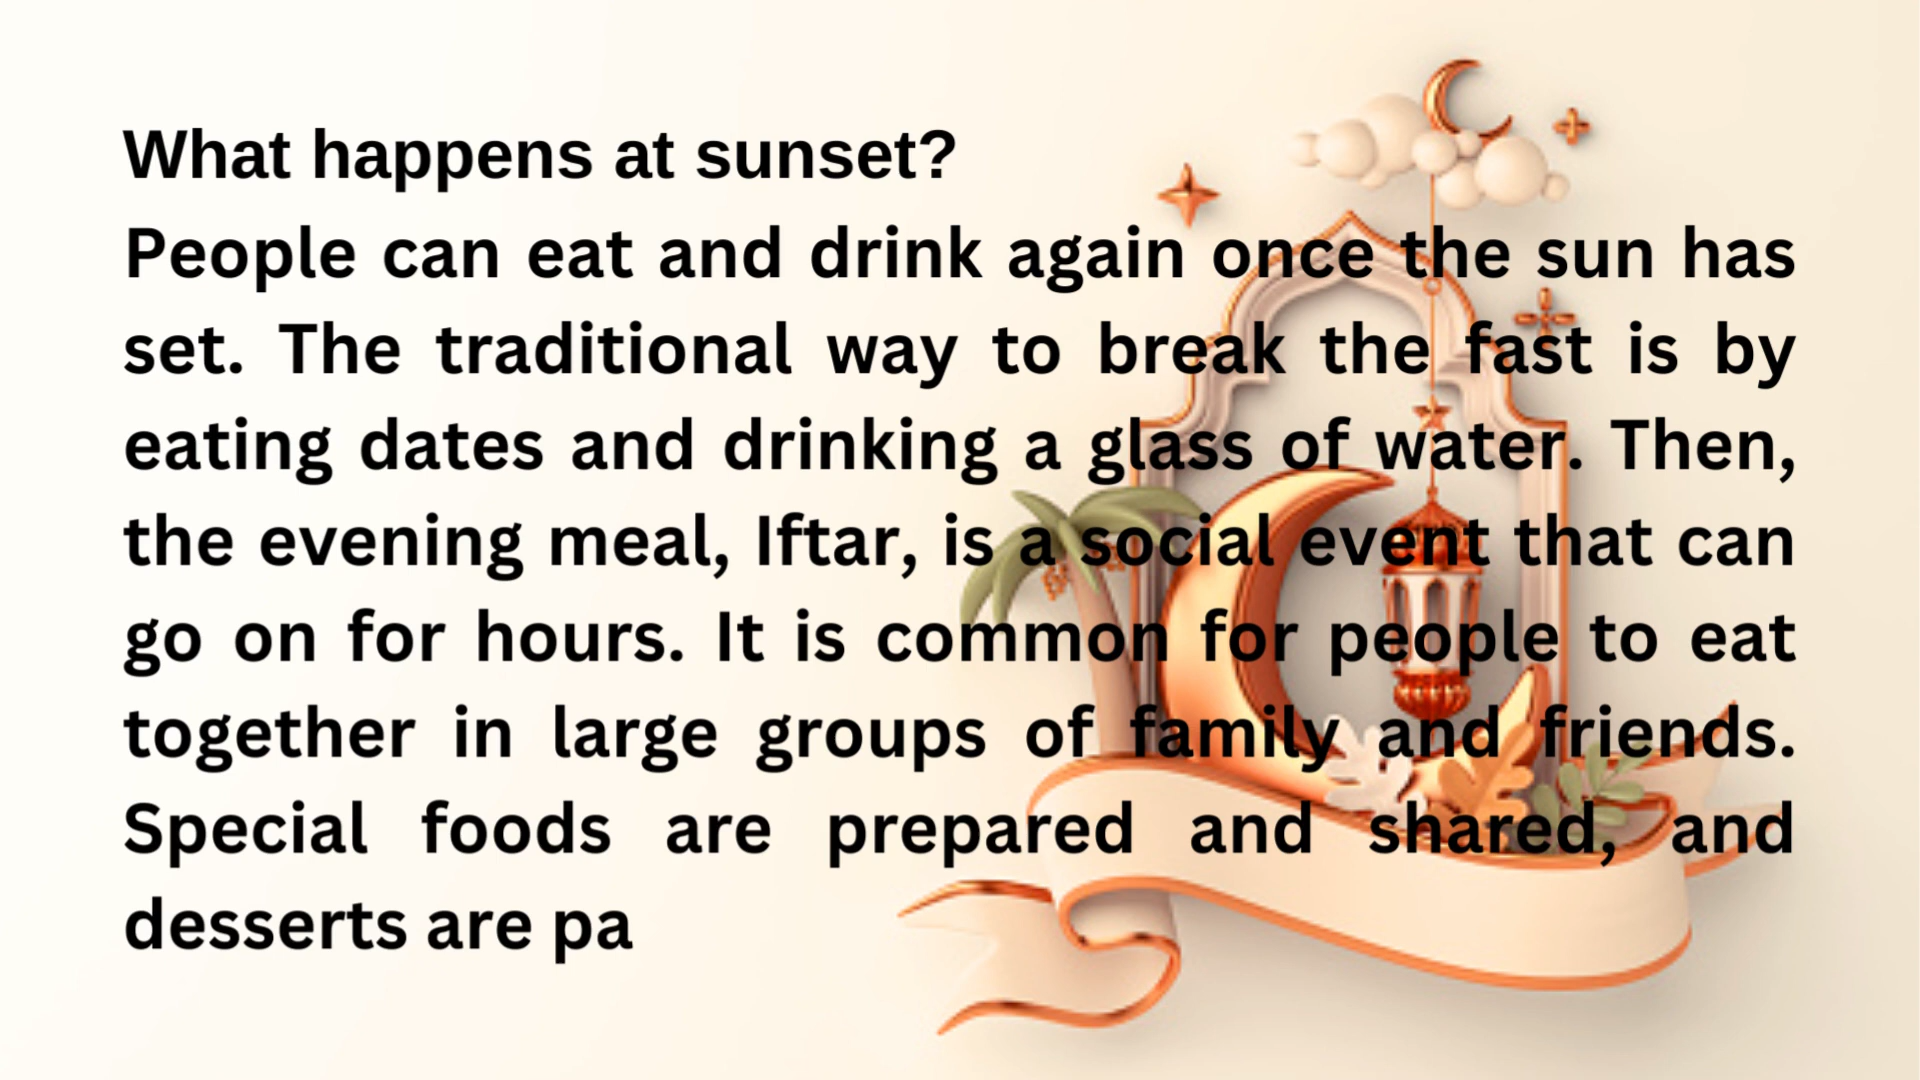 What happens at sunset?
People can eat and drink again once the sun has
set. The traditional way to break the fast is by
eating dates and drinking a glass of water. Then,
the evening meal, Iftar, is a social event that can
go on for hours. It is common for people to eat
together in large groups of family and friends.
Special foods are prepared and shared, and
desserts are pa